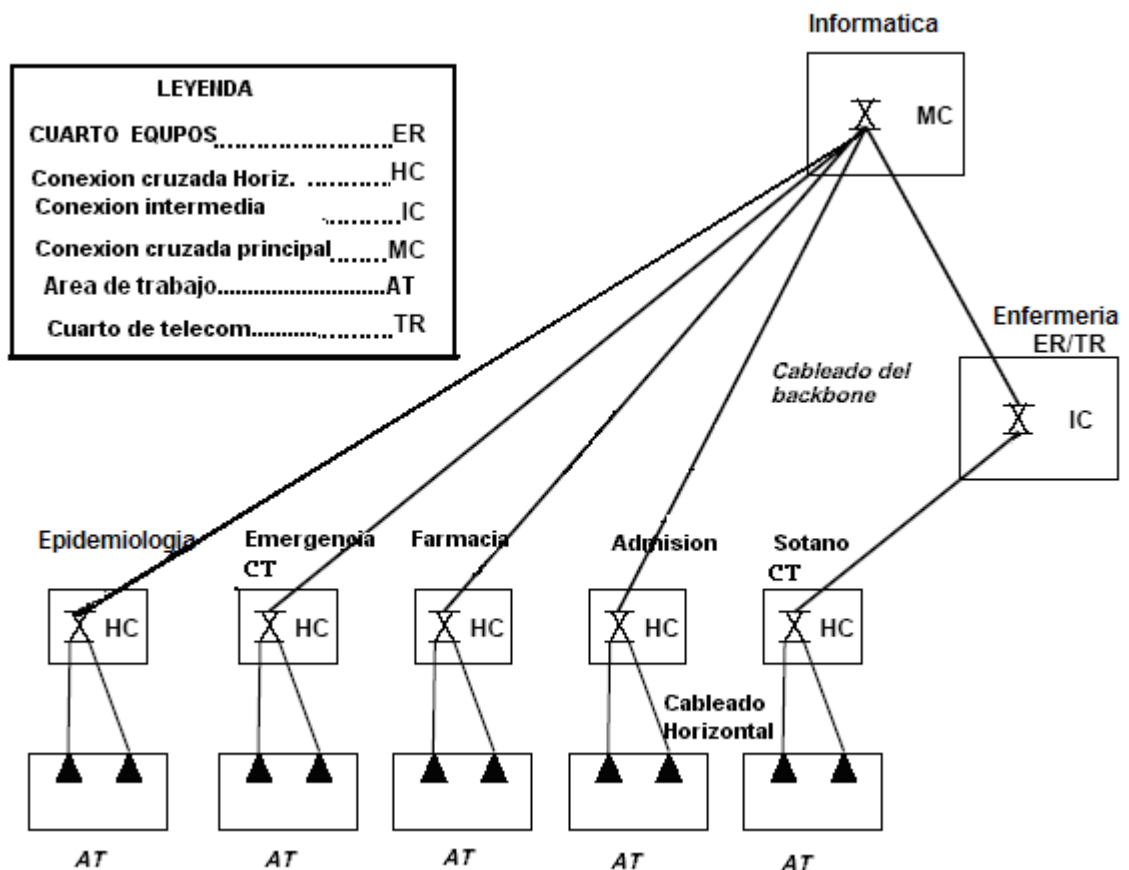 Informatica
MC
LEYENDA
CUARTO EQUPOS....................ER
Conexion cruzada Horiz. ...........HC
Conexion intermedia ..........IC
Conexion cruzada principal.......MC
Area de trabajo......................AT
Cuarto de telecom...................TR
Enfermeria
ER/TR
IC
Cableado del
backbone
Epidemiologia
Emergencia
CT
Farmacia
Admision
Sotano
CT
HC
HC
HC
HC
HC
Cableado
Horizontal
AT
AT
AT
AT
AT